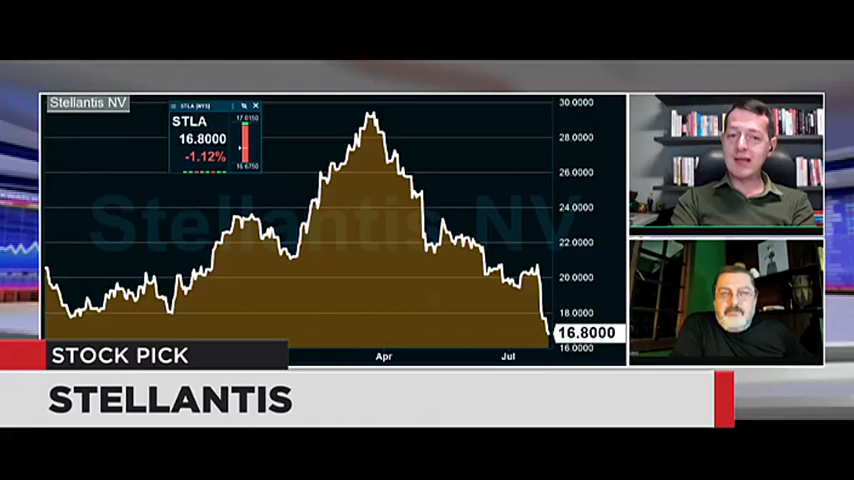 Stellantis NV
STLA [NYS]
STLA
16.8000
-1.12%
17 0150
16 6750
Stellantis NV
30.0000
28.0000
26.0000
24.0000
22.0000
20.0000
18.0000
16.8000
16.0000
Apr
Jul
STOCK PICK
STELLANTIS